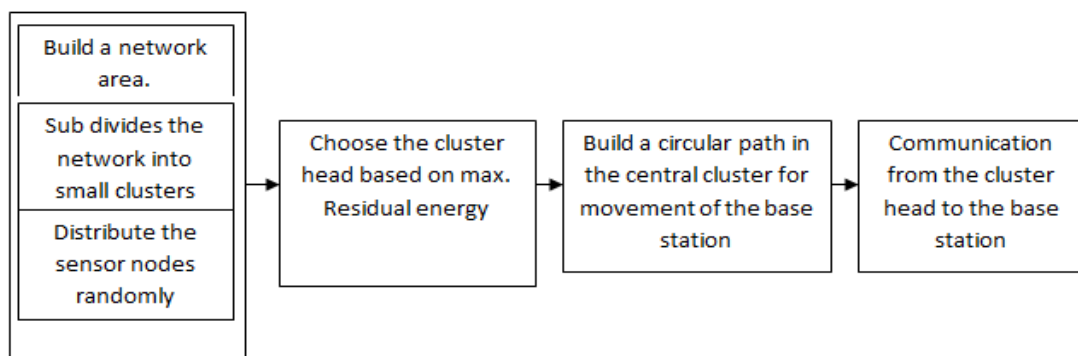 Build a network
area.
Sub divides the
network into
small clusters
Distribute the
sensor nodes
randomly
Choose the cluster
head based on max.
Residual energy
Build a circular path in
the central cluster for
movement of the base
station
Communication
from the cluster
head to the base
station